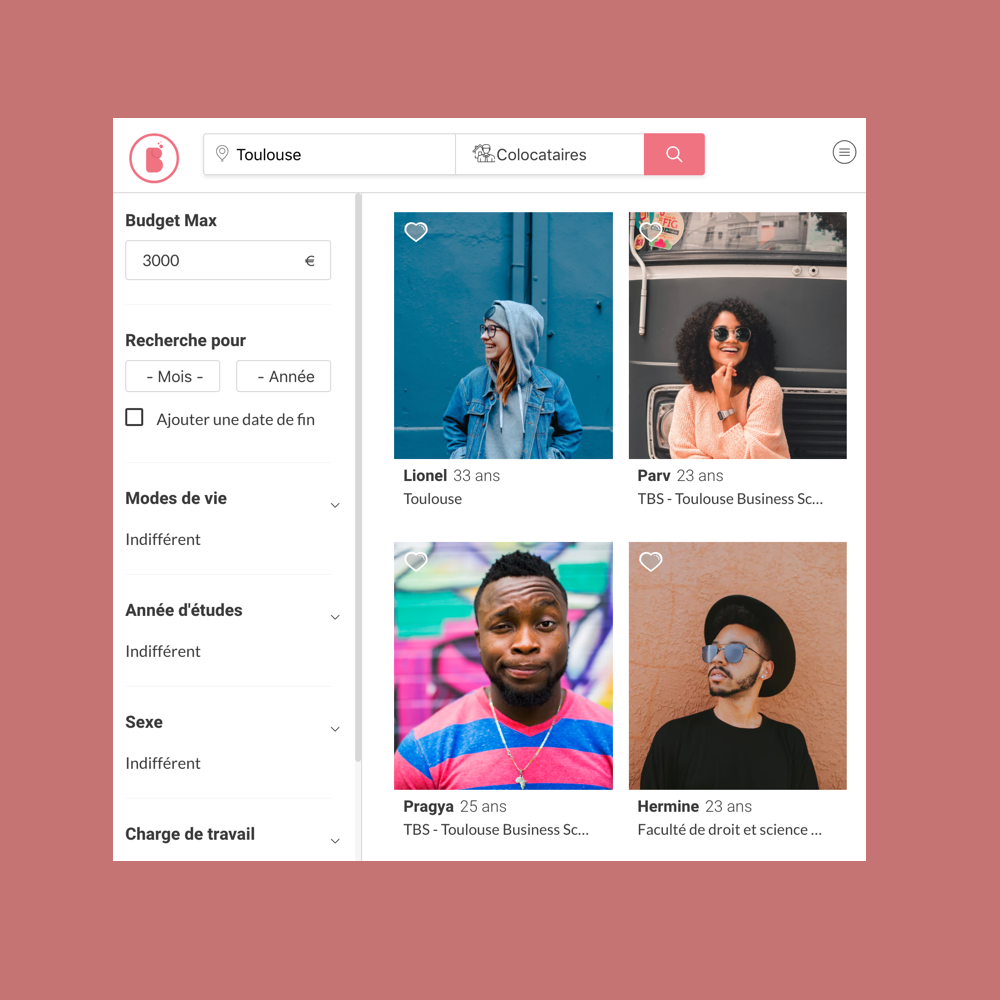 Toulouse
Colocataires
Budget Max
3000 €
Recherche pour
- Mois -
- Année
Ajouter une date de fin
Modes de vie
Indifférent
Année d'études
Indifférent
Sexe
Indifférent
Charge de travail
FIG
Lionel 33 ans
Toulouse
Parv 23 ans
TBS - Toulouse Business Sc...
Pragya 25 ans
TBS - Toulouse Business Sc...
Hermine 23 ans
Faculté de droit et science ...